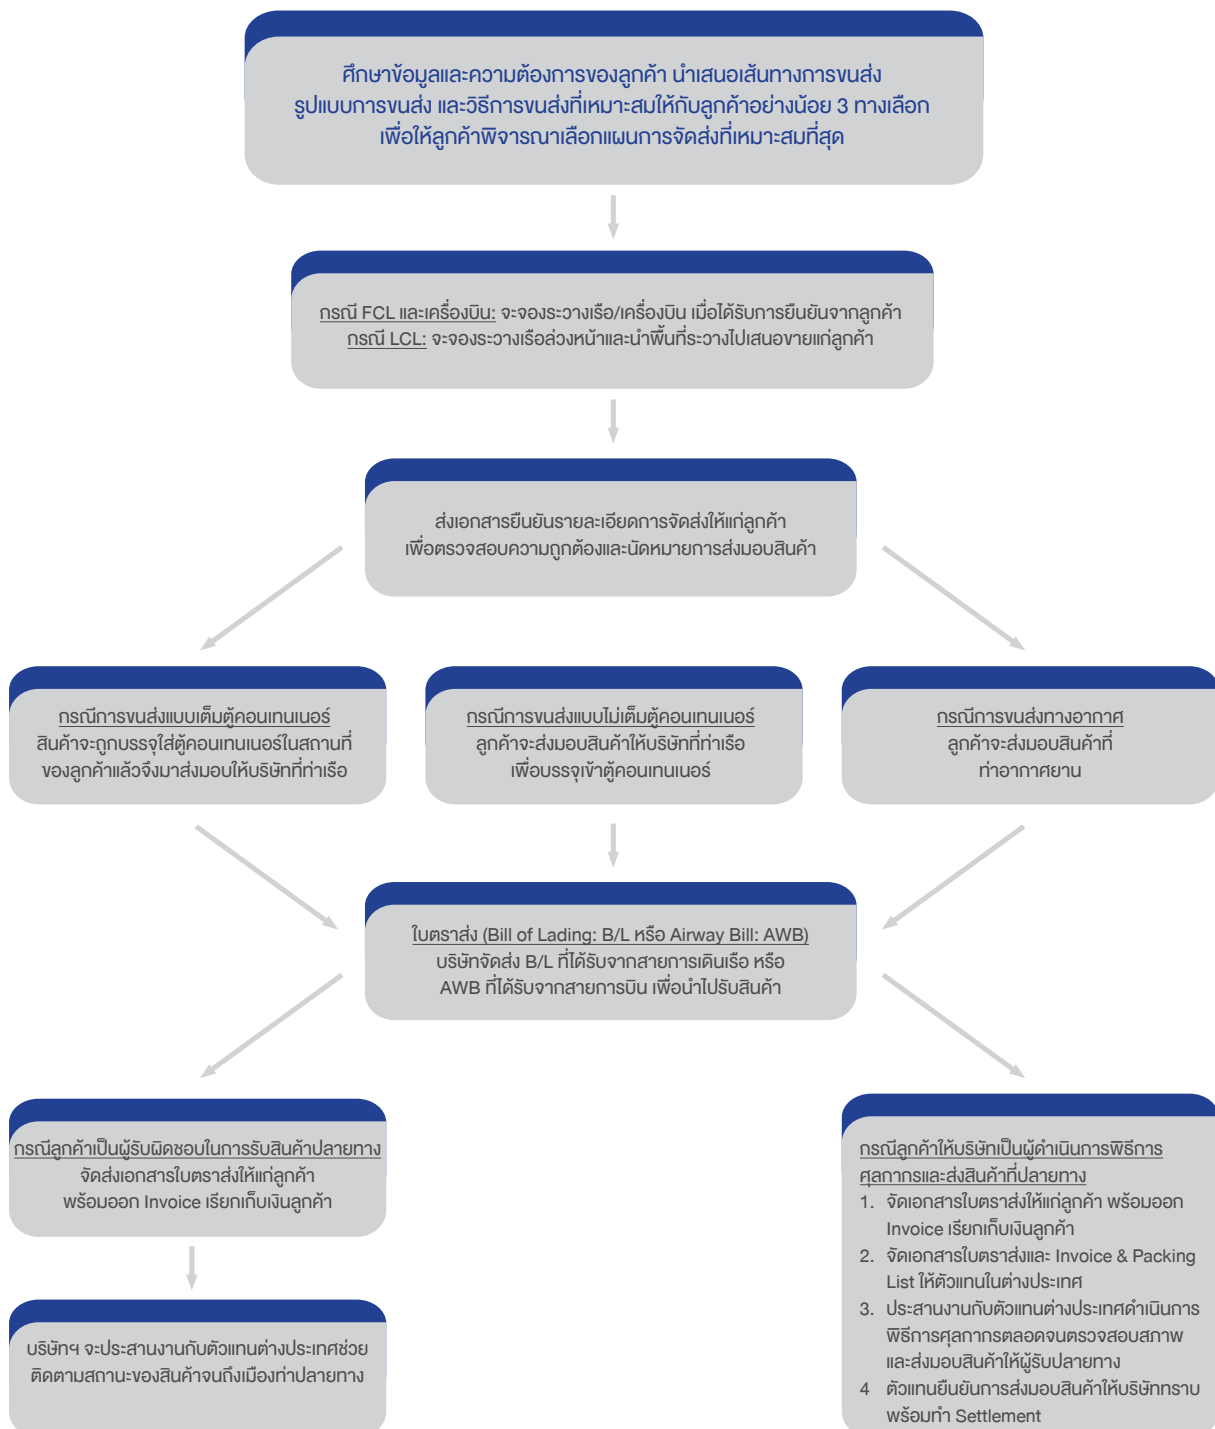 ศึกษาข้อมูลและความต้องการของลูกค้า นำเสนอเส้นทางการขนส่ง
รูปแบบการขนส่ง และวิธีการขนส่งที่เหมาะสมให้กับลูกค้าอย่างน้อย 3 ทางเลือก
เพื่อให้ลูกค้าพิจารณาเลือกแผนการจัดส่งที่เหมาะสมที่สุด
กรณี FCL และเครื่องบิน: จะจองระวางเรือ/เครื่องบิน เมื่อได้รับการยืนยันจากลูกค้า
กรณี LCL: จะจองระวางเรือล่วงหน้าและนำพื้นที่ระวางไปเสนอขายแก่ลูกค้า
ส่งเอกสารยืนยันรายละเอียดการจัดส่งให้แก่ลูกค้า
เพื่อตรวจสอบความถูกต้องและนัดหมายการส่งมอบสินค้า
กรณีการขนส่งแบบเต็มตู้คอนเทนเนอร์
สินค้าจะถูกบรรจุใส่ตู้คอนเทนเนอร์ในสถานที่
ของลูกค้าแล้วจึงมาส่งมอบให้บริษัทที่ท่าเรือ
กรณีการขนส่งแบบไม่เต็มตู้คอนเทนเนอร์
ลูกค้าจะส่งมอบสินค้าให้บริษัทที่ท่าเรือ
เพื่อบรรจุเข้าตู้คอนเทนเนอร์
กรณีการขนส่งทางอากาศ
ลูกค้าจะส่งมอบสินค้าที่
ท่าอากาศยาน
ใบตราส่ง (Bill of Lading: B/L หรือ Airway Bill: AWB)
บริษัทจัดส่ง B/L ที่ได้รับจากสายการเดินเรือ หรือ
AWB ที่ได้รับจากสายการบิน เพื่อนำไปรับสินค้า
กรณีลูกค้าเป็นผู้รับผิดชอบในการรับสินค้าปลายทาง
จัดส่งเอกสารใบตราส่งให้แก่ลูกค้า
พร้อมออก Invoice เรียกเก็บเงินลูกค้า
บริษัทฯ จะประสานงานกับตัวแทนต่างประเทศช่วย
ติดตามสถานะของสินค้าจนถึงเมืองท่าปลายทาง
กรณีลูกค้าให้บริษัทเป็นผู้ดำเนินการพิธีการ
ศุลกากรและส่งสินค้าที่ปลายทาง
1. จัดเอกสารใบตราส่งให้แก่ลูกค้า พร้อมออก
Invoice เรียกเก็บเงินลูกค้า
2. จัดเอกสารใบตราส่งและ Invoice & Packing
List ให้ตัวแทนในต่างประเทศ
3. ประสานงานกับตัวแทนต่างประเทศดำเนินการ
พิธีการศุลกากรตลอดจนตรวจสอบสภาพ
และส่งมอบสินค้าให้ผู้รับปลายทาง
4 ตัวแทนยืนยันการส่งมอบสินค้าให้บริษัททราบ
พร้อมทำ Settlement